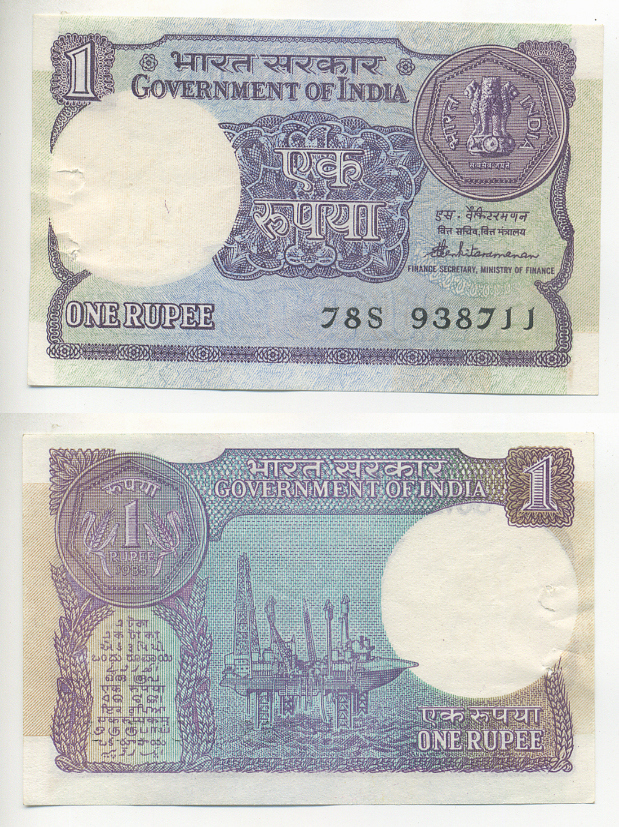 1
भारत सरकार
GOVERNMENT OF INDIA
भारत INDIA
सत्यमेव जयते
एक
रुपया
एस. वेंकिटरमणन
वित्त सचिव, वित्त मंत्रालय
S Venkitaramanan
FINANCE SECRETARY, MINISTRY OF FINANCE
ONE RUPEE
78S 938711
भारत सरकार
GOVERNMENT OF INDIA
1
रुपया
1
RUPEE
एक रुपया
ONE RUPEE